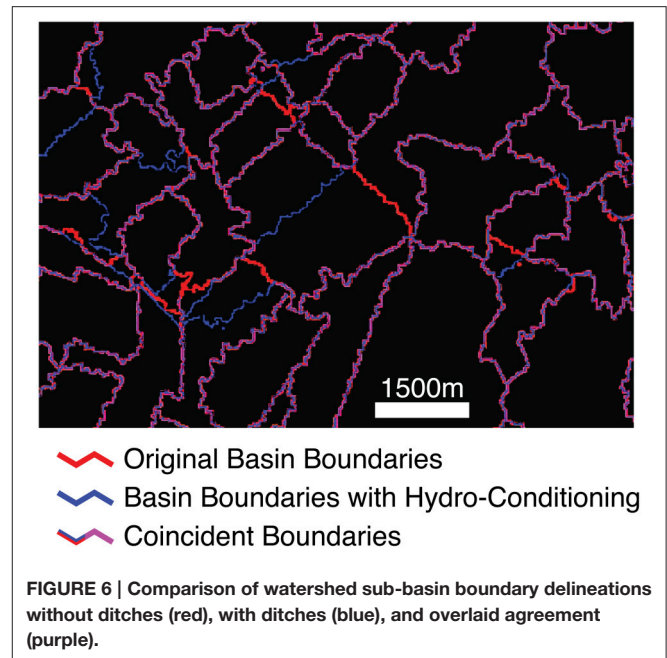 1500m
Original Basin Boundaries
Basin Boundaries with Hydro-Conditioning
Coincident Boundaries
FIGURE 6 | Comparison of watershed sub-basin boundary delineations
without ditches (red), with ditches (blue), and overlaid agreement
(purple).